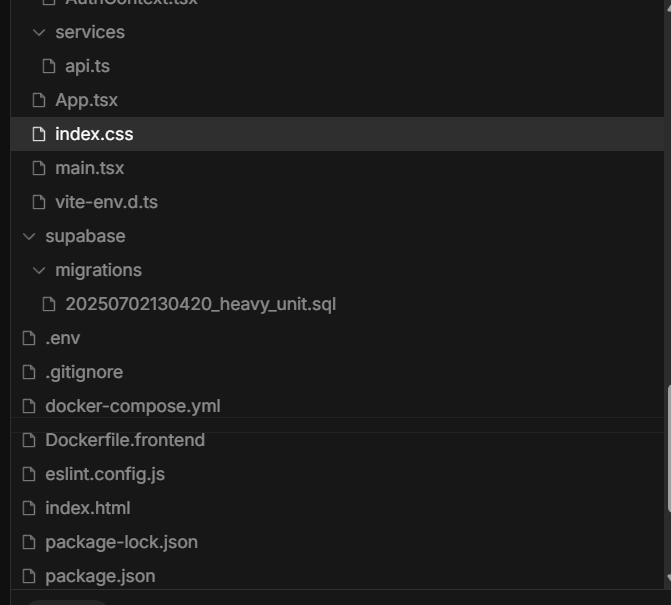 AuthContext.tsx
services
api.ts
App.tsx
index.css
main.tsx
vite-env.d.ts
supabase
migrations
20250702130420_heavy_unit.sql
.env
.gitignore
docker-compose.yml
Dockerfile.frontend
eslint.config.js
index.html
package-lock.json
package.json